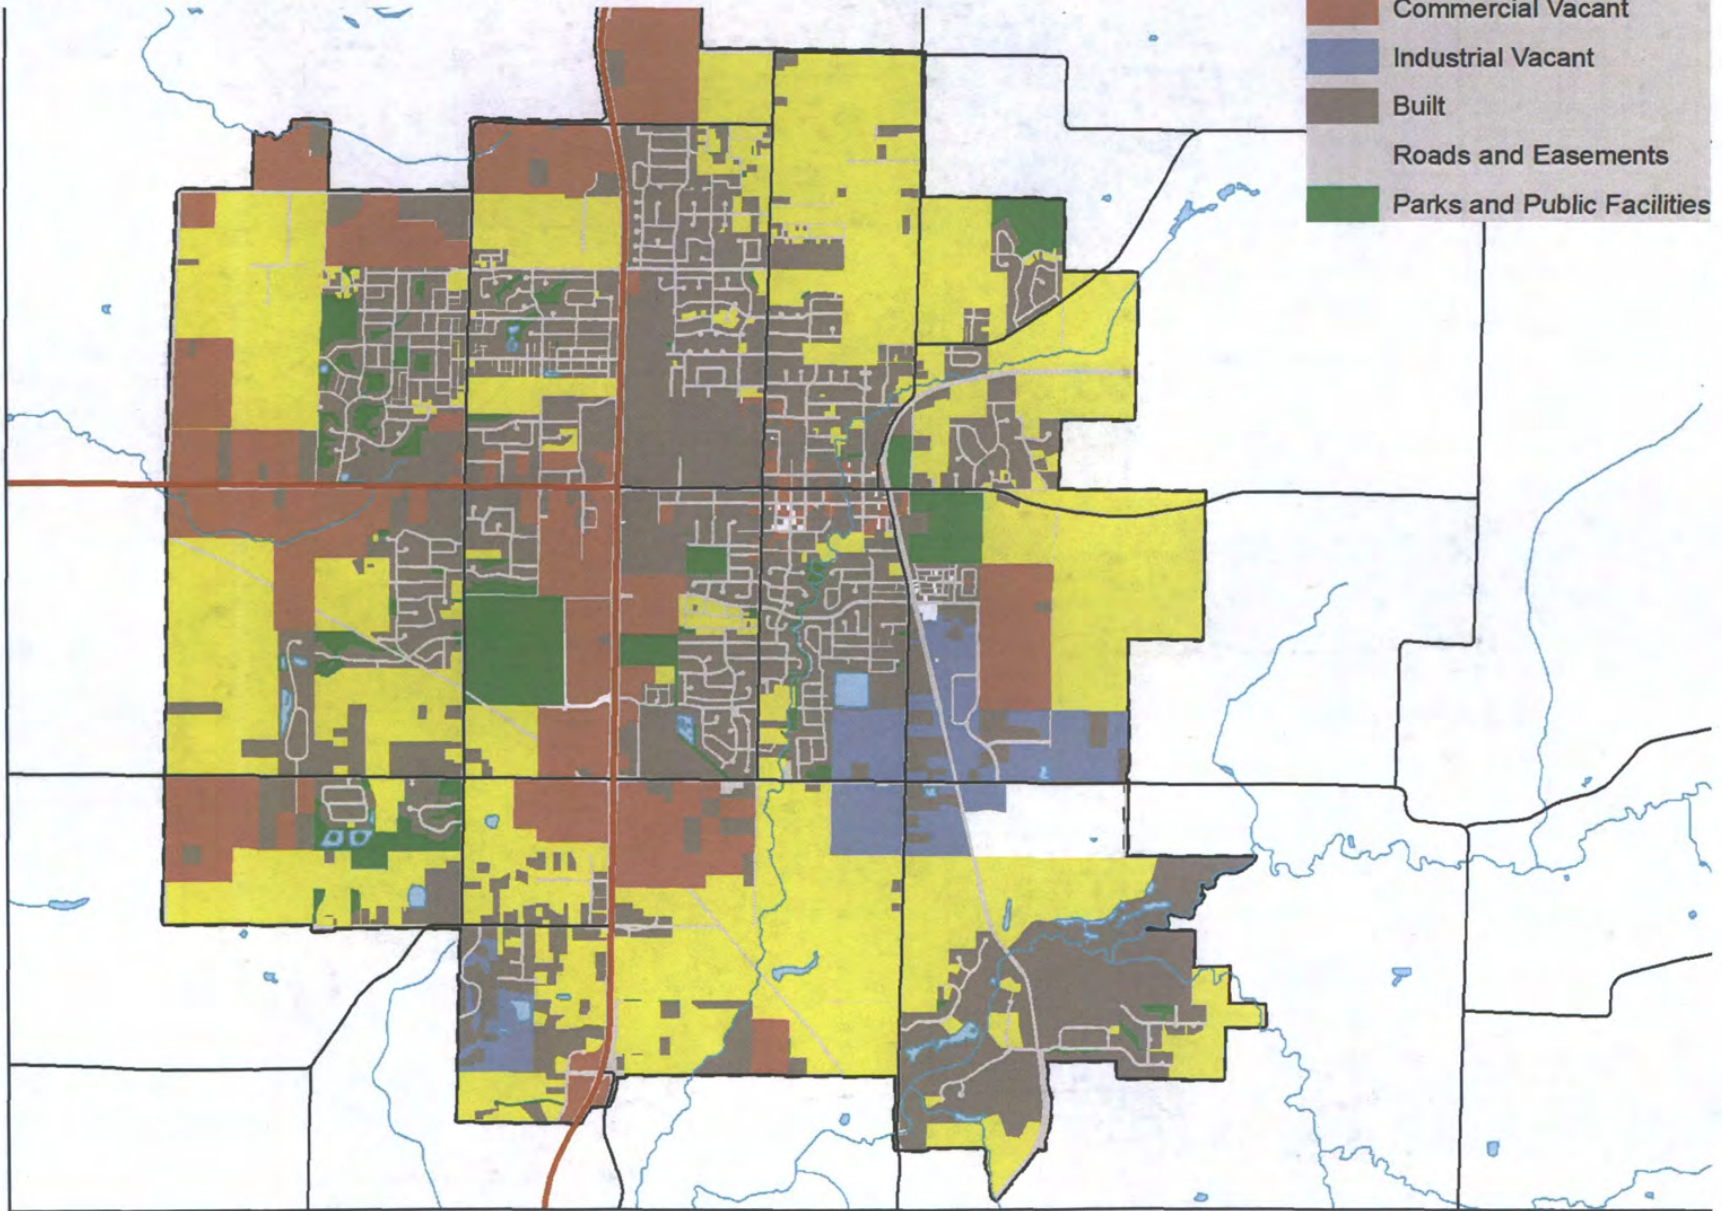 Commercial Vacant
Industrial Vacant
Built
Roads and Easements
Parks and Public Facilities